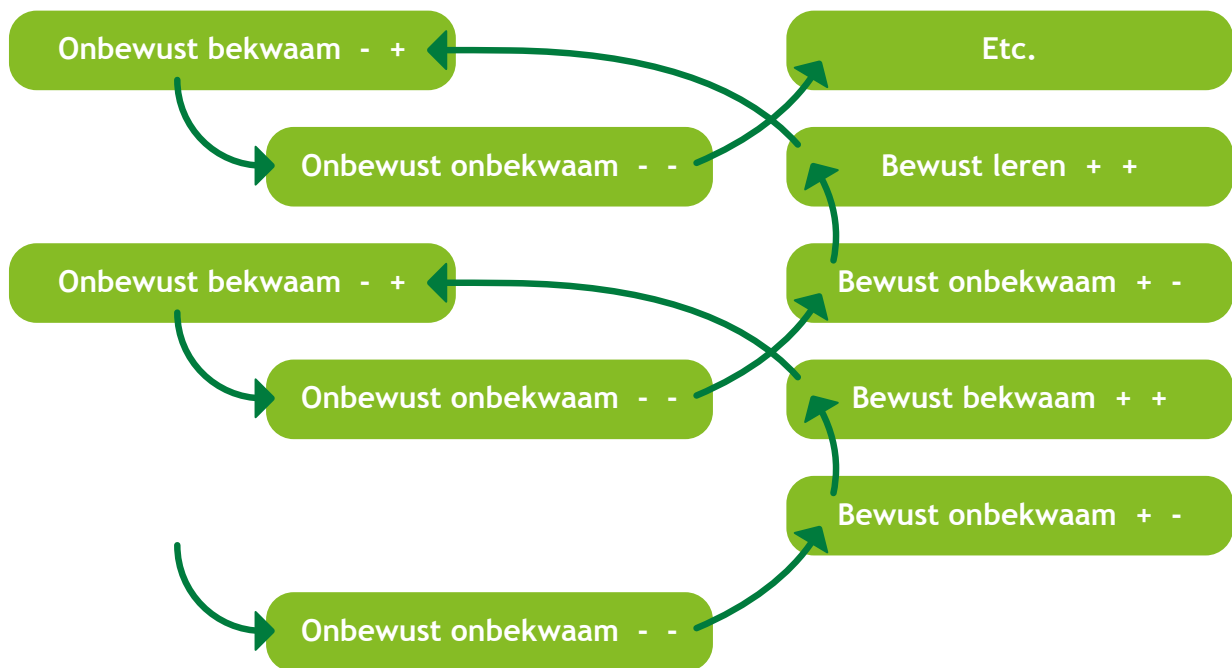 Onbewust bekwaam - +
Etc.
Onbewust onbekwaam - -
Bewust leren + +
Onbewust bekwaam - +
Bewust onbekwaam + -
Onbewust onbekwaam - -
Bewust bekwaam + +
Bewust onbekwaam + -
Onbewust onbekwaam - -